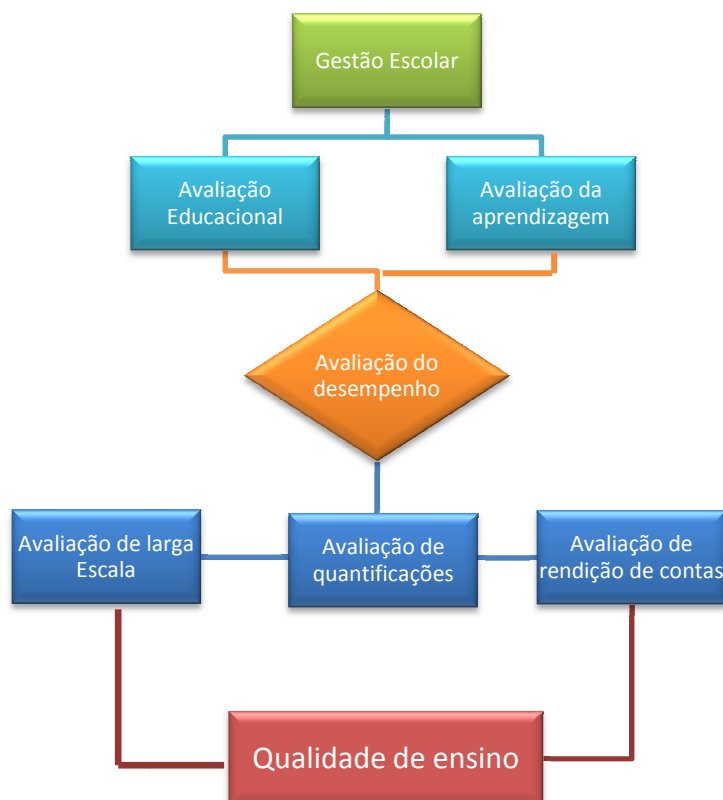 Gestão Escolar
Avaliação
Educacional
Avaliação da
aprendizagem
Avaliação do
desempenho
Avaliação de larga
Escala
Avaliação de
quantificações
Avaliação de
rendição de contas
Qualidade de ensino